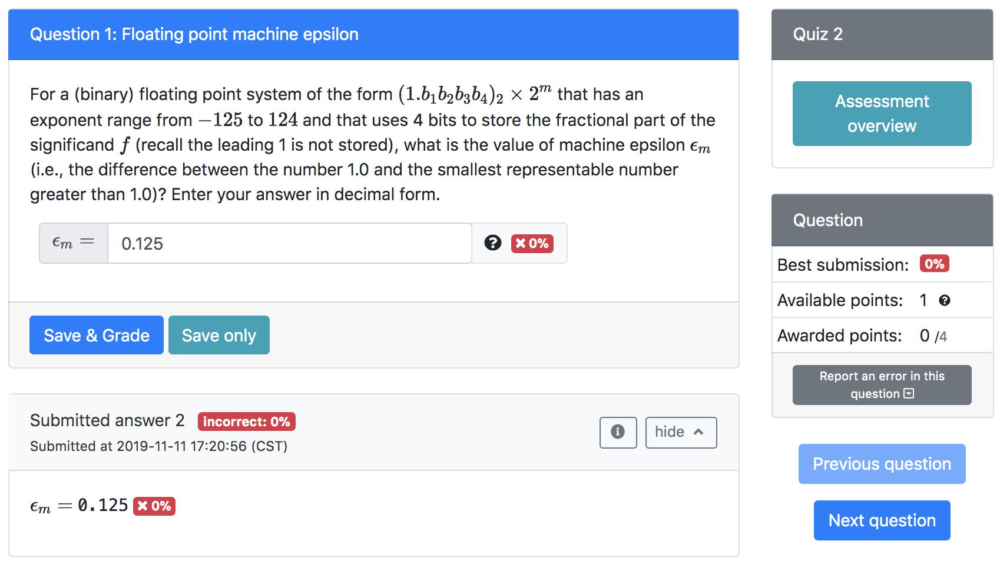 Question 1: Floating point machine epsilon
For a (binary) floating point system of the form (1.b₁b₂b₃b₄)₂ × 2ᵐ that has an
exponent range from −125 to 124 and that uses 4 bits to store the fractional part of the
significand f (recall the leading 1 is not stored), what is the value of machine epsilon ϵₘ
(i.e., the difference between the number 1.0 and the smallest representable number
greater than 1.0)? Enter your answer in decimal form.
ϵₘ = 0.125 ? ✖ 0%
Save & Grade Save only
Submitted answer 2 incorrect: 0%
Submitted at 2019-11-11 17:20:56 (CST)
i hide
ϵₘ = 0.125 ✖ 0%
Quiz 2
Assessment
overview
Question
Best submission: 0%
Available points: 1 ?
Awarded points: 0 /4
Report an error in this
question
Previous question
Next question